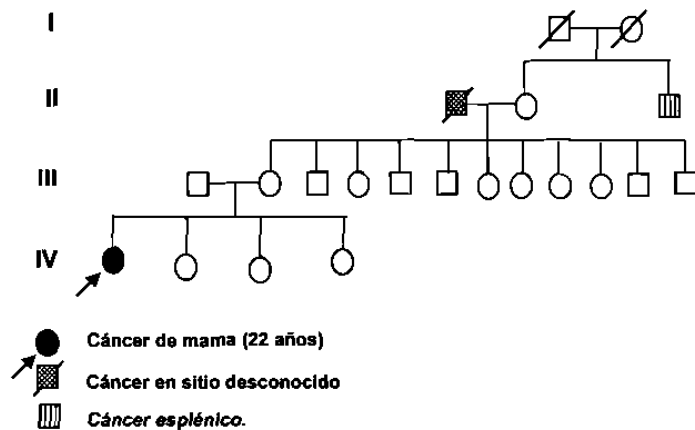 I
II
III
IV
Cáncer de mama (22 años)
Cáncer en sitio desconocido
Cáncer esplénico.